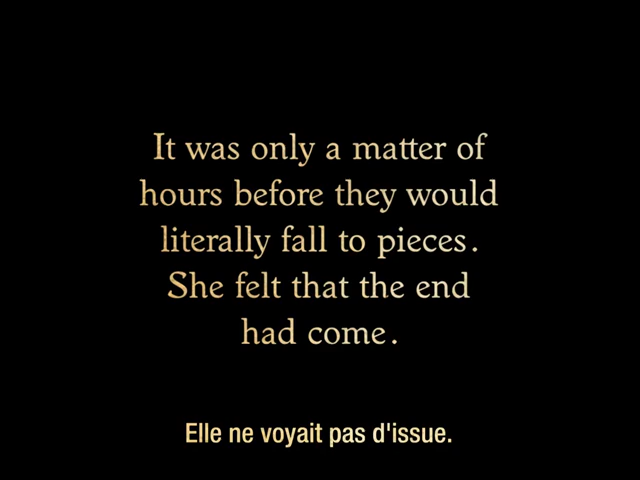 It was only a matter of
hours before they would
literally fall to pieces.
She felt that the end
had come.
Elle ne voyait pas d'issue.